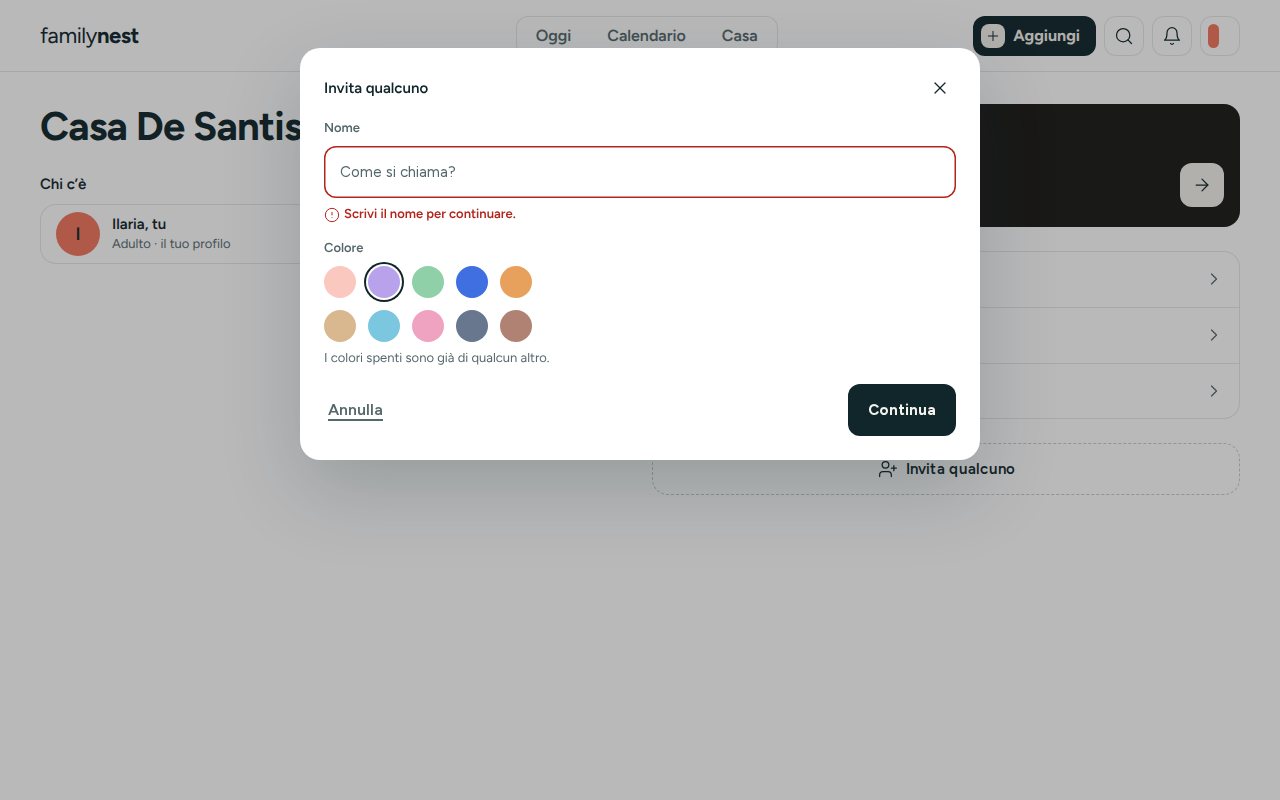 familynest
Oggi Calendario Casa
Aggiungi
Casa De Santis
Chi c'è
I
Ilaria, tu
Adulto · il tuo profilo
Invita qualcuno
Nome
Come si chiama?
Scrivi il nome per continuare.
Colore
I colori spenti sono già di qualcun altro.
Annulla
Continua
Invita qualcuno